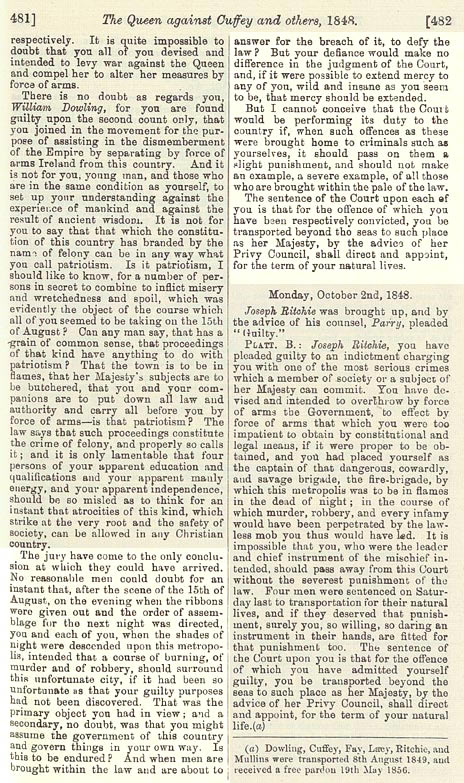 481] The Queen against Cuffey and others, 1848. [482
respectively. It is quite impossible to
doubt that you all of you devised and
intended to levy war against the Queen
and compel her to alter her measures by
force of arms.
There is no doubt as regards you,
William Dowling, for you are found
guilty upon the second count only, that
you joined in the movement for the pur-
pose of assisting in the dismemberment
of the Empire by separating by force of
arms Ireland from this country. And it
is not for you, young man, and those who
are in the same condition as yourself, to
set up your understanding against the
experience of mankind and against the
result of ancient wisdom. It is not for
you to say that that which the constitu-
tion of this country has branded by the
name of felony can be in any way what
you call patriotism. Is it patriotism, I
should like to know, for a number of per-
sons in secret to combine to inflict misery
and wretchedness and spoil, which was
evidently the object of the course which
all of you seemed to be taking on the 15th
of August? Can any man say, that has a
grain of common sense, that proceedings
of that kind have anything to do with
patriotism? That the town is to be in
flames, that her Majesty's subjects are to
be butchered, that you and your com-
panions are to put down all law and
authority and carry all before you by
force of arms—is that patriotism? The
law says that such proceedings constitute
the crime of felony, and properly so calls
it; and it is only lamentable that four
persons of your apparent education and
qualifications and your apparent manly
energy, and your apparent independence,
should be so misled as to think for an
instant that atrocities of this kind, which
strike at the very root and the safety of
society, can be allowed in any Christian
country.
The jury have come to the only conclu-
sion at which they could have arrived.
No reasonable men could doubt for an
instant that, after the scene of the 15th of
August, on the evening when the ribbons
were given out and the order of assem-
blage for the next night was directed,
you and each of you, when the shades of
night were descended upon this metropo-
lis, intended that a course of burning, of
murder and of robbery, should surround
this unfortunate city, if it had been so
unfortunate as that your guilty purposes
had not been discovered. That was the
primary object you had in view; and a
secondary, no doubt, was that you might
assume the government of this country
and govern things in your own way. Is
this to be endured? And when men are
brought within the law and are about to
answer for the breach of it, to defy the
law? But your defiance would make no
difference in the judgment of the Court,
and, if it were possible to extend mercy to
any of you, wild and insane as you seem
to be, that mercy should be extended.
But I cannot conceive that the Court
would be performing its duty to the
country if, when such offences as these
were brought home to criminals such as
yourselves, it should pass on them a
slight punishment, and should not make
an example, a severe example, of all those
who are brought within the pale of the law.
The sentence of the Court upon each of
you is that for the offence of which you
have been respectively convicted, you be
transported beyond the seas to such place
as her Majesty, by the advice of her
Privy Council, shall direct and appoint,
for the term of your natural lives.
Monday, October 2nd, 1848.
Joseph Ritchie was brought up, and by
the advice of his counsel, Parry, pleaded
"Guilty."
PLATT. B.: Joseph Ritchie, you have
pleaded guilty to an indictment charging
you with one of the most serious crimes
which a member of society or a subject of
her Majesty can commit. You have de-
vised and intended to overthrow by force
of arms the Government, to effect by
force of arms that which you were too
impatient to obtain by constitutional and
legal means, if it were proper to be ob-
tained, and you had placed yourself as
the captain of that dangerous, cowardly,
and savage brigade, the fire-brigade, by
which this metropolis was to be in flames
in the dead of night; in the course of
which murder, robbery, and every infamy
would have been perpetrated by the law-
less mob you thus would have led. It is
impossible that you, who were the leader
and chief instrument of the mischief in-
tended, should pass away from this Court
without the severest punishment of the
law. Four men were sentenced on Satur-
day last to transportation for their natural
lives, and if they deserved that punish-
ment, surely you, so willing, so daring an
instrument in their hands, are fitted for
that punishment too. The sentence of
the Court upon you is that for the offence
of which you have admitted yourself
guilty, you be transported beyond the
seas to such place as her Majesty, by the
advice of her Privy Council, shall direct
and appoint, for the term of your natural
life.(a)
(a) Dowling, Cuffey, Fay, Lacey, Ritchie, and
Mullins were transported 8th August 1849, and
received a free pardon 19th May 1856.